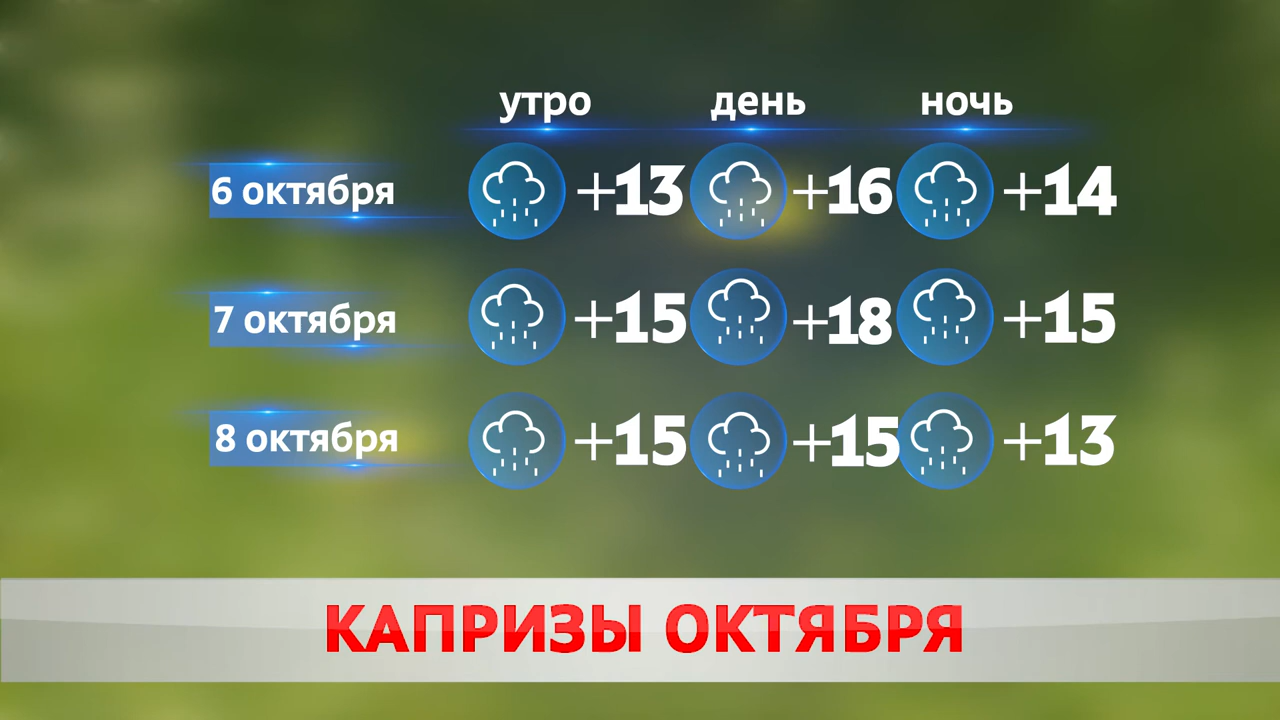 утро день ночь
6 октября +13 +16 +14
7 октября +15 +18 +15
8 октября +15 +15 +13
КАПРИЗЫ ОКТЯБРЯ